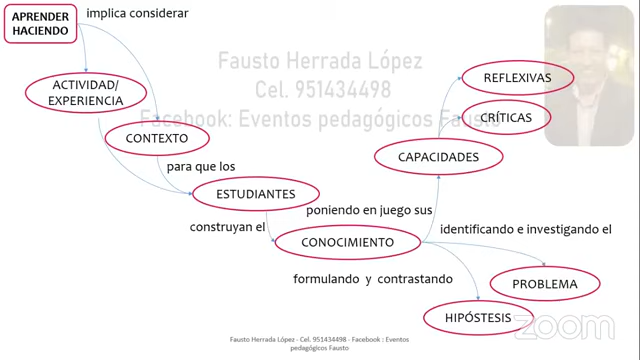 APRENDER
HACIENDO
implica considerar
Fausto Herrada López
Cel. 951434498
Facebook: Eventos pedagógicos Fausto
ACTIVIDAD/
EXPERIENCIA
CONTEXTO
REFLEXIVAS
CRÍTICAS
CAPACIDADES
para que los
ESTUDIANTES
poniendo en juego sus
construyan el
CONOCIMIENTO
identificando e investigando el
formulando y contrastando
PROBLEMA
HIPÓSTESIS
zoom
Fausto Herrada López - Cel. 951434498 - Facebook : Eventos
pedagógicos Fausto